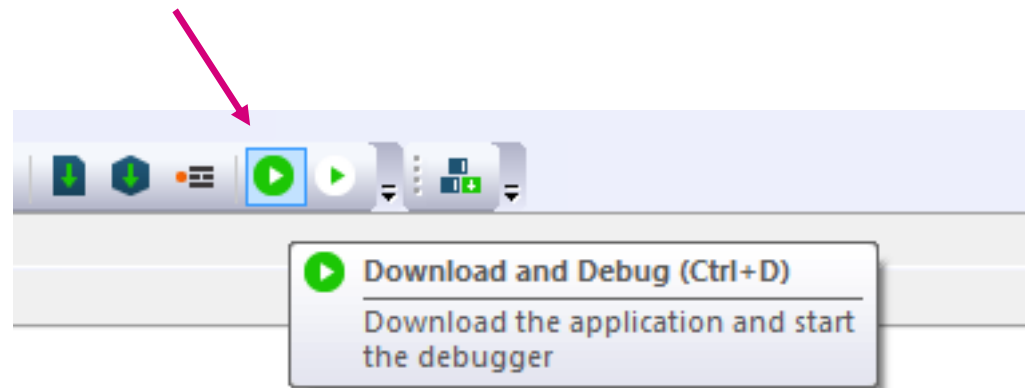 Download and Debug (Ctrl+D)
Download the application and start
the debugger